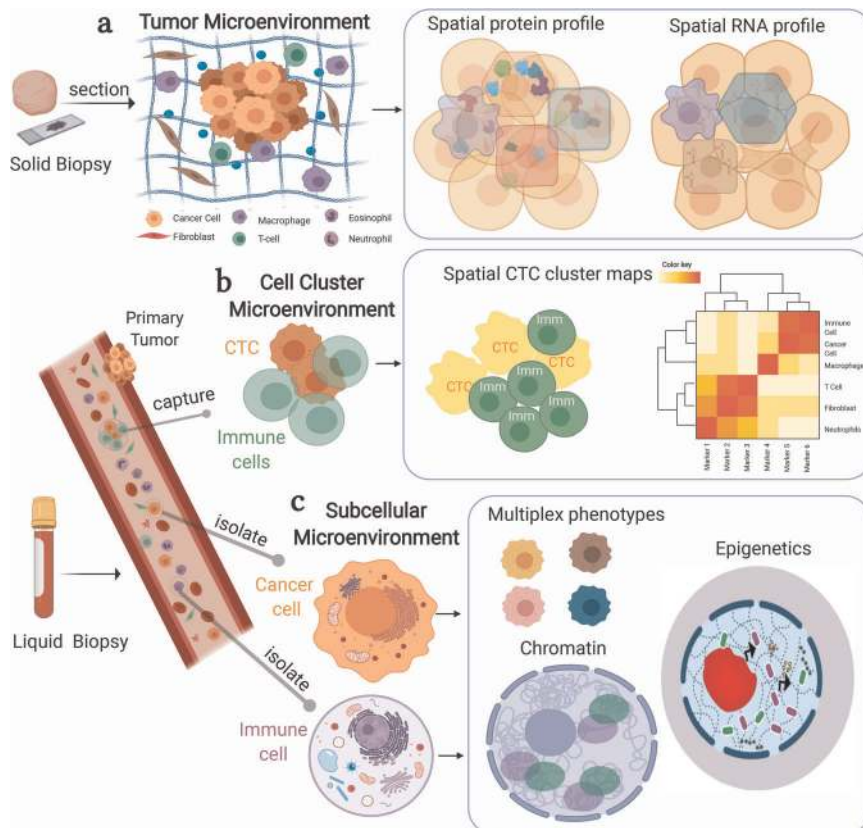 a
Tumor Microenvironment
section
Solid Biopsy
Cancer Cell
Macrophage
Eosinophil
Fibroblast
T-cell
Neutrophil
Spatial protein profile
Spatial RNA profile
b
Cell Cluster
Microenvironment
Primary
Tumor
CTC
capture
Immune
cells
Spatial CTC cluster maps
Imm
CTC
CTC
CTC
Imm
Imm
Imm
Imm
Imm
Color key
Immune
Cell
Cancer
Cell
Macrophage
T Cell
Fibroblast
Neutrophils
Marker 1
Marker 2
Marker 3
Marker 4
Marker 5
Marker 6
c
Subcellular
Microenvironment
isolate
Cancer
cell
Liquid Biopsy
isolate
Immune
cell
Multiplex phenotypes
Epigenetics
Chromatin